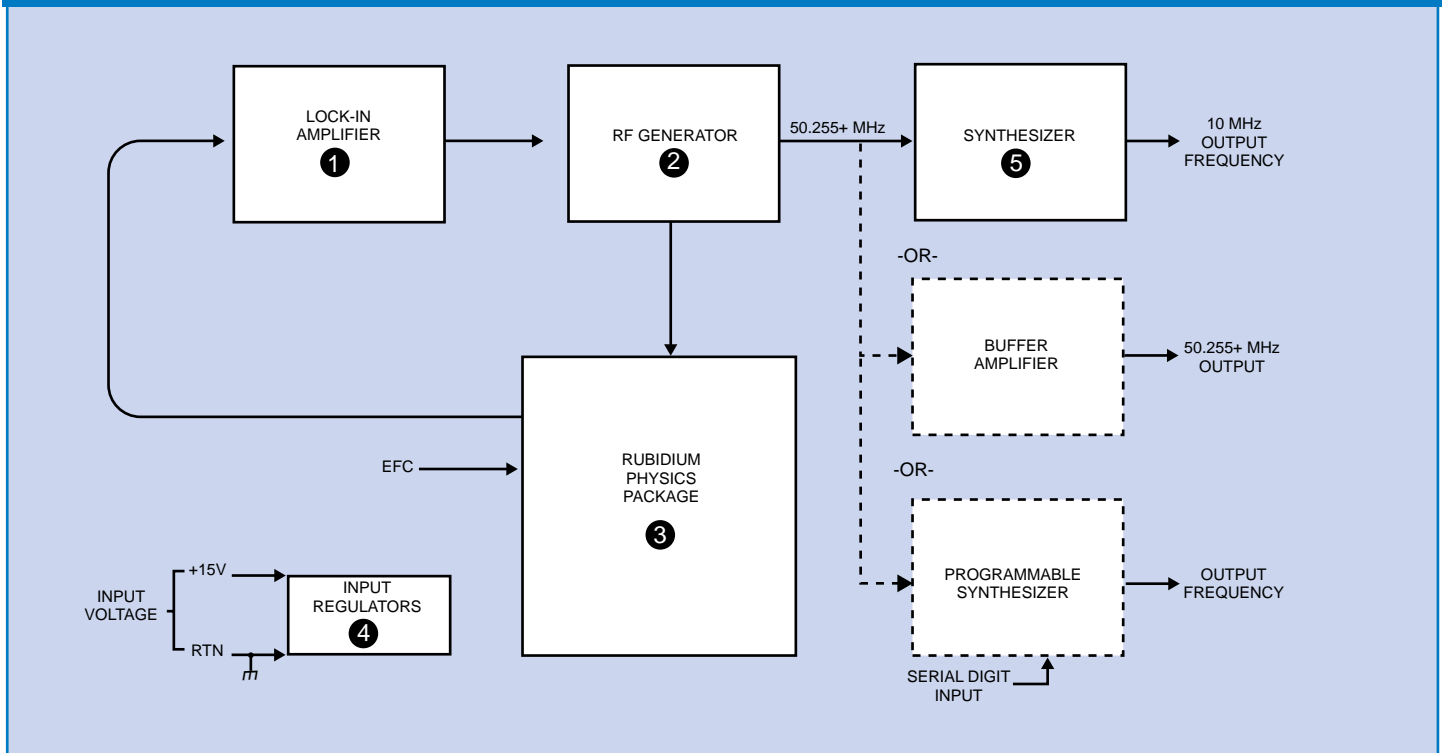 LOCK-IN
AMPLIFIER
1
RF GENERATOR
2
50.255+ MHz
SYNTHESIZER
5
10 MHz
OUTPUT
FREQUENCY
-OR-
BUFFER
AMPLIFIER
50.255+ MHz
OUTPUT
EFC
RUBIDIUM
PHYSICS
PACKAGE
3
-OR-
PROGRAMMABLE
SYNTHESIZER
OUTPUT
FREQUENCY
SERIAL DIGIT
INPUT
INPUT
VOLTAGE
+15V
RTN
INPUT
REGULATORS
4